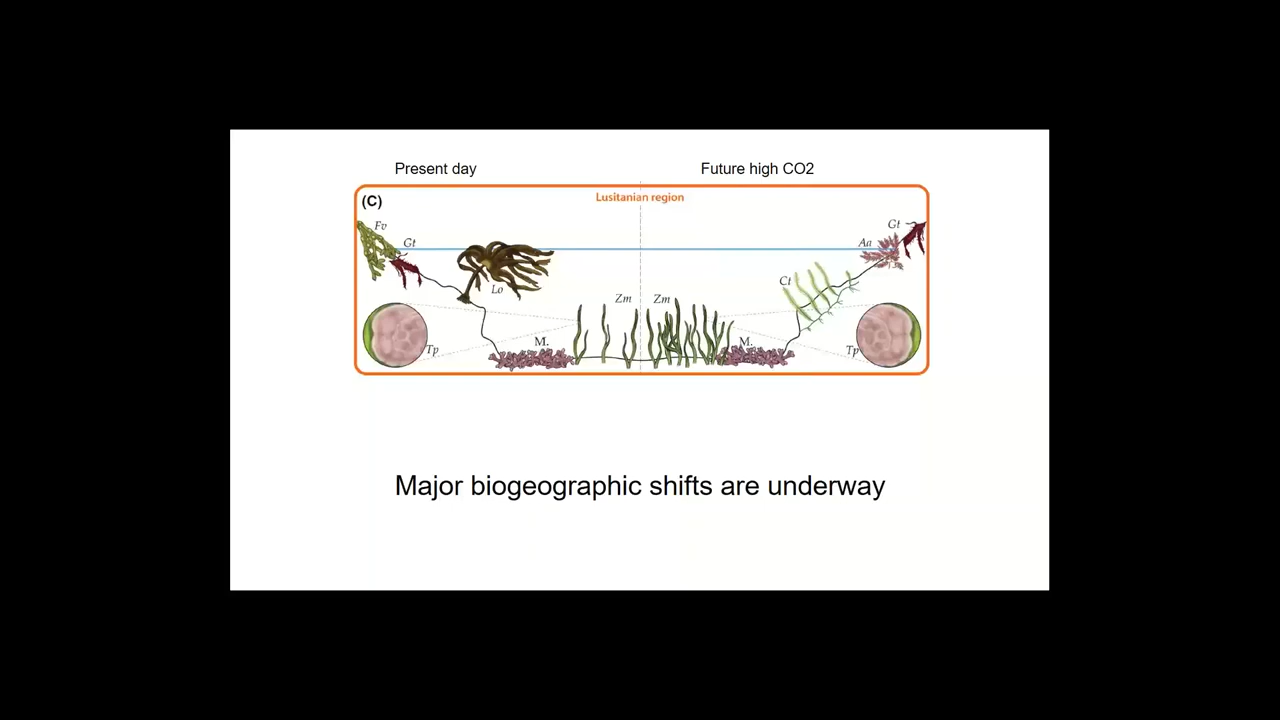 Present day
Future high CO2
(C)
Lusitanian region
Fv
Gt
Gt
Aa
Lo
Ct
Zm
Zm
M.
M.
Tp
Tp
Major biogeographic shifts are underway